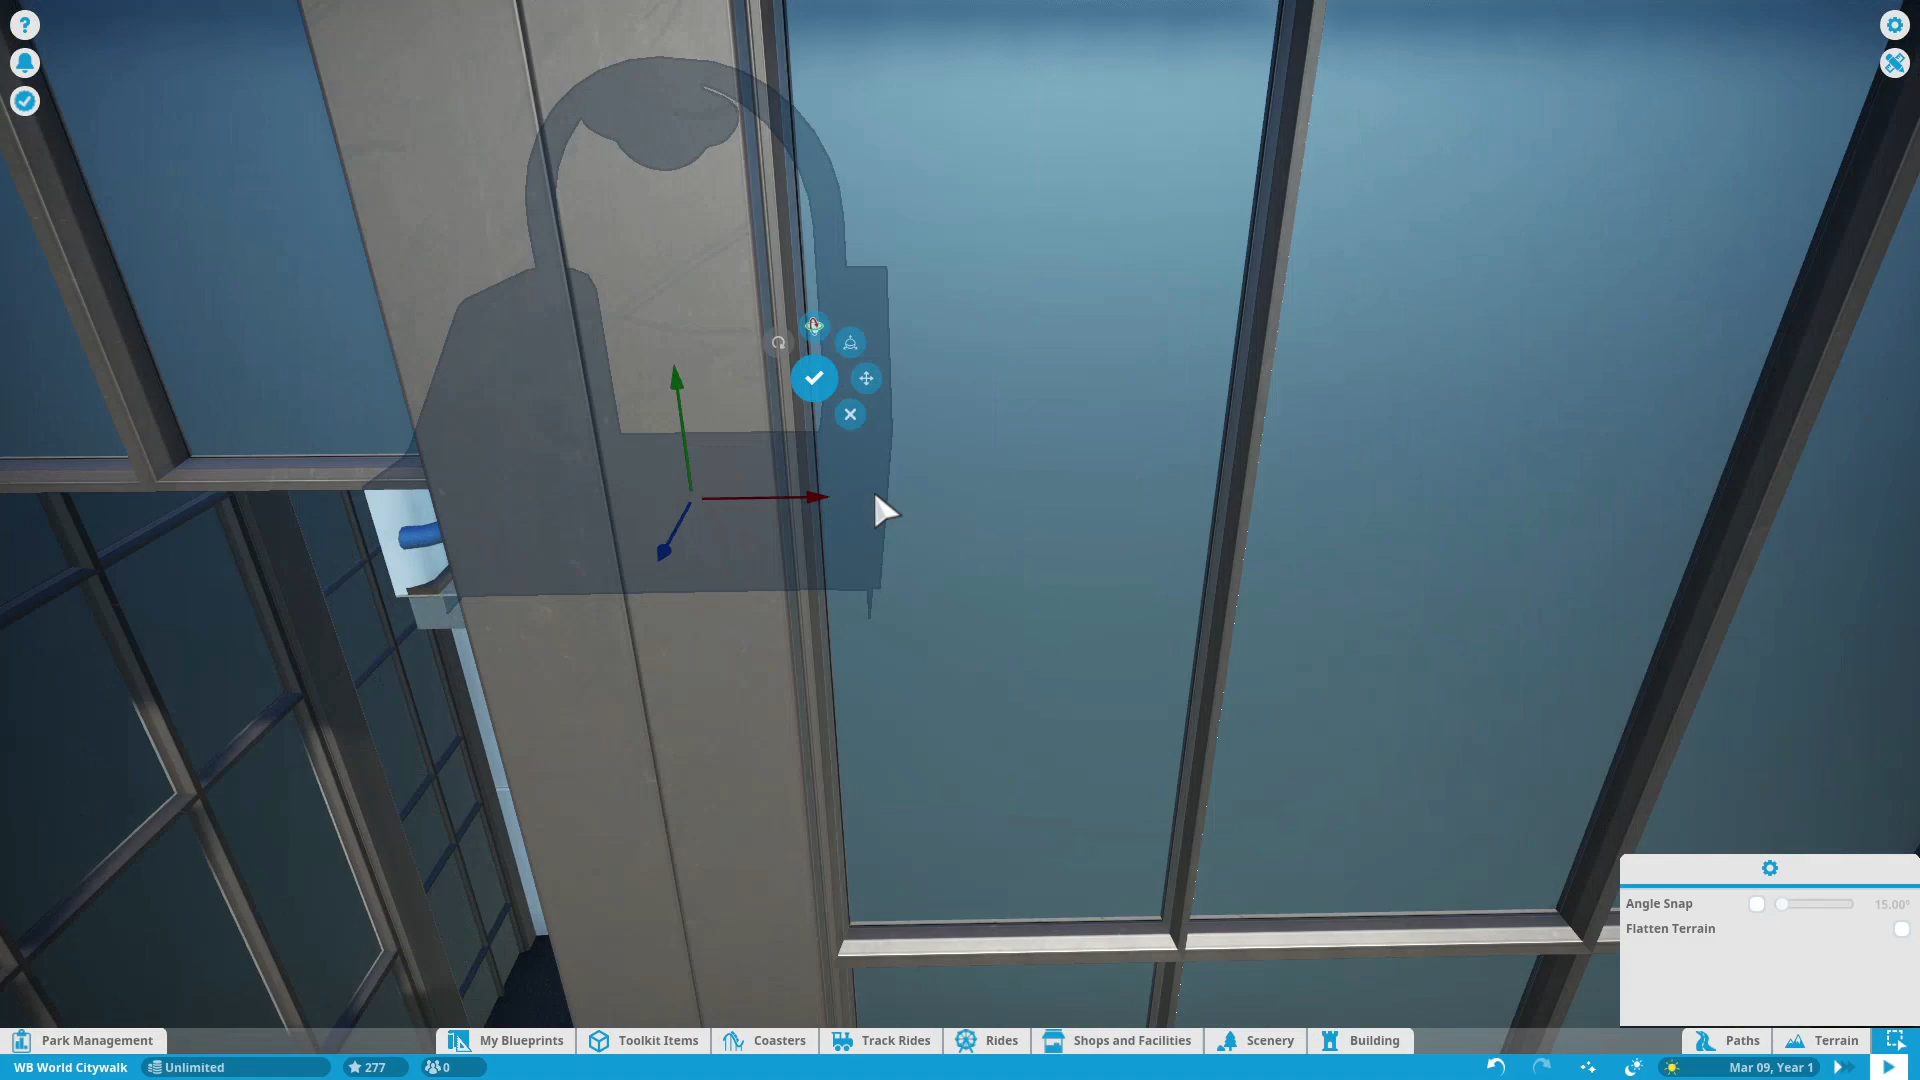 ?
Angle Snap 15.00°
Flatten Terrain
Park Management
My Blueprints
Toolkit Items
Coasters
Track Rides
Rides
Shops and Facilities
Scenery
Building
Paths
Terrain
WB World Citywalk
Unlimited
277
0
Mar 09, Year 1